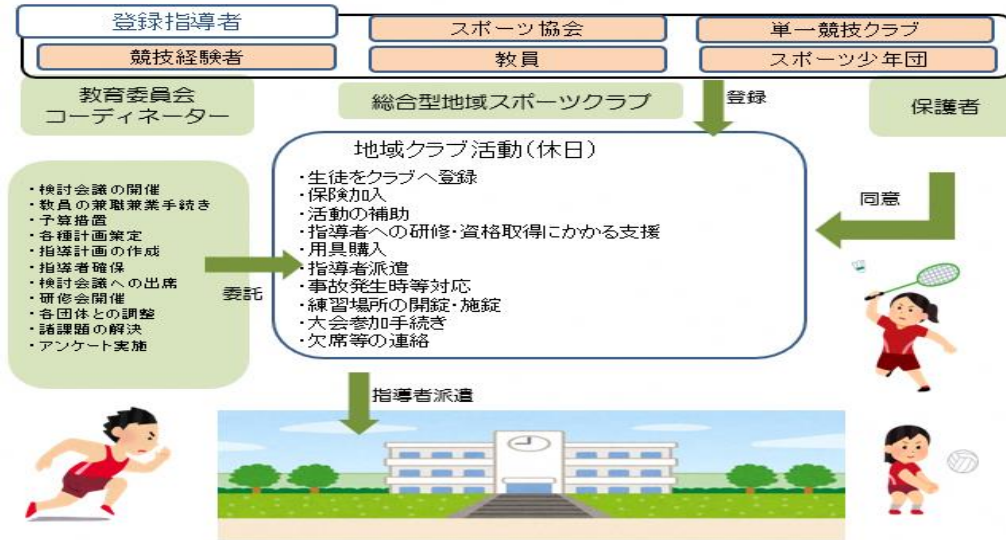 登録指導者
スポーツ協会
単一競技クラブ
競技経験者
教員
スポーツ少年団
教育委員会
コーディネーター
総合型地域スポーツクラブ
登録
保護者
地域クラブ活動(休日)
・生徒をクラブへ登録
・保険加入
・活動の補助
・指導者への研修・資格取得にかかる支援
・用具購入
・指導者派遣
・事故発生時等対応
・練習場所の開錠・施錠
・大会参加手続き
・欠席等の連絡
・検討会議の開催
・教員の兼職兼業手続き
・予算措置
・各種計画策定
・指導計画の作成
・指導者確保
・検討会議への出席
・研修会開催
・各団体との調整
・諸課題の解決
・アンケート実施
委託
同意
指導者派遣